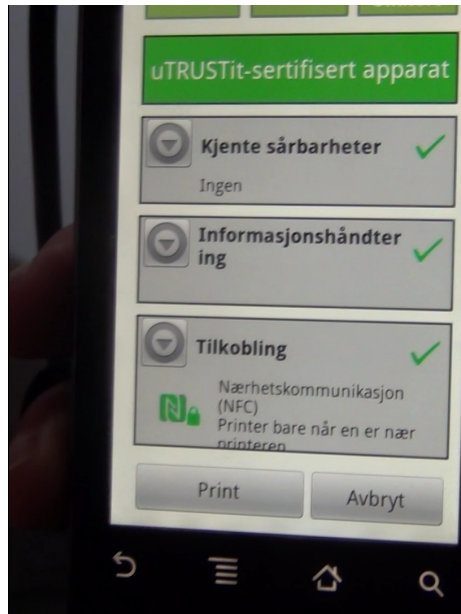 uTRUSTit-sertifisert apparat
Kjente sårbarheter
Ingen
Informasjonshåndter
ing
Tilkobling
Nærhetskommunikasjon
(NFC)
Printer bare når en er nær
printeren
Print
Avbryt